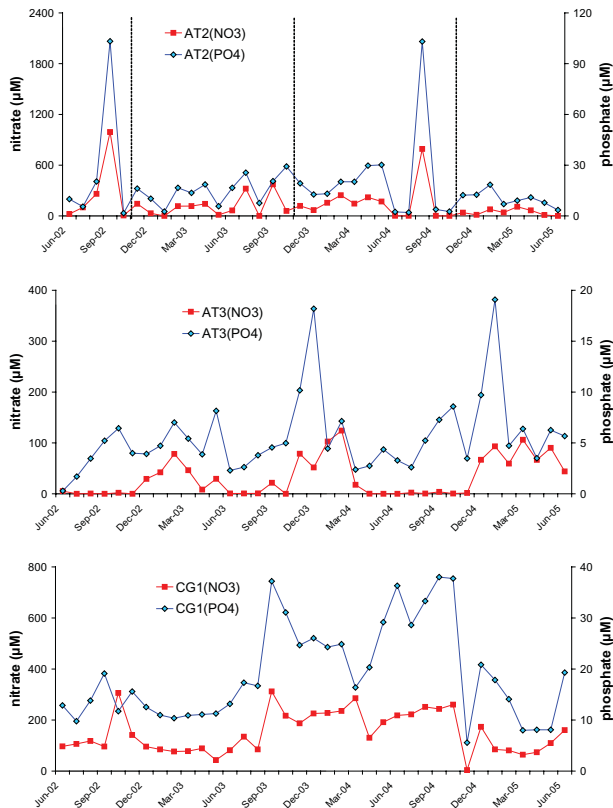 AT2(NO3)
AT2(PO4)
nitrate (µM)
2400
1800
1200
600
0
phosphate (µM)
120
90
60
30
0
Jun-02
Sep-02
Dec-02
Mar-03
Jun-03
Sep-03
Dec-03
Mar-04
Jun-04
Sep-04
Dec-04
Mar-05
Jun-05
AT3(NO3)
AT3(PO4)
nitrate (µM)
400
300
200
100
0
phosphate (µM)
20
15
10
5
0
Jun-02
Sep-02
Dec-02
Mar-03
Jun-03
Sep-03
Dec-03
Mar-04
Jun-04
Sep-04
Dec-04
Mar-05
Jun-05
CG1(NO3)
CG1(PO4)
nitrate (µM)
800
600
400
200
0
phosphate (µM)
40
30
20
10
0
Jun-02
Sep-02
Dec-02
Mar-03
Jun-03
Sep-03
Dec-03
Mar-04
Jun-04
Sep-04
Dec-04
Mar-05
Jun-05